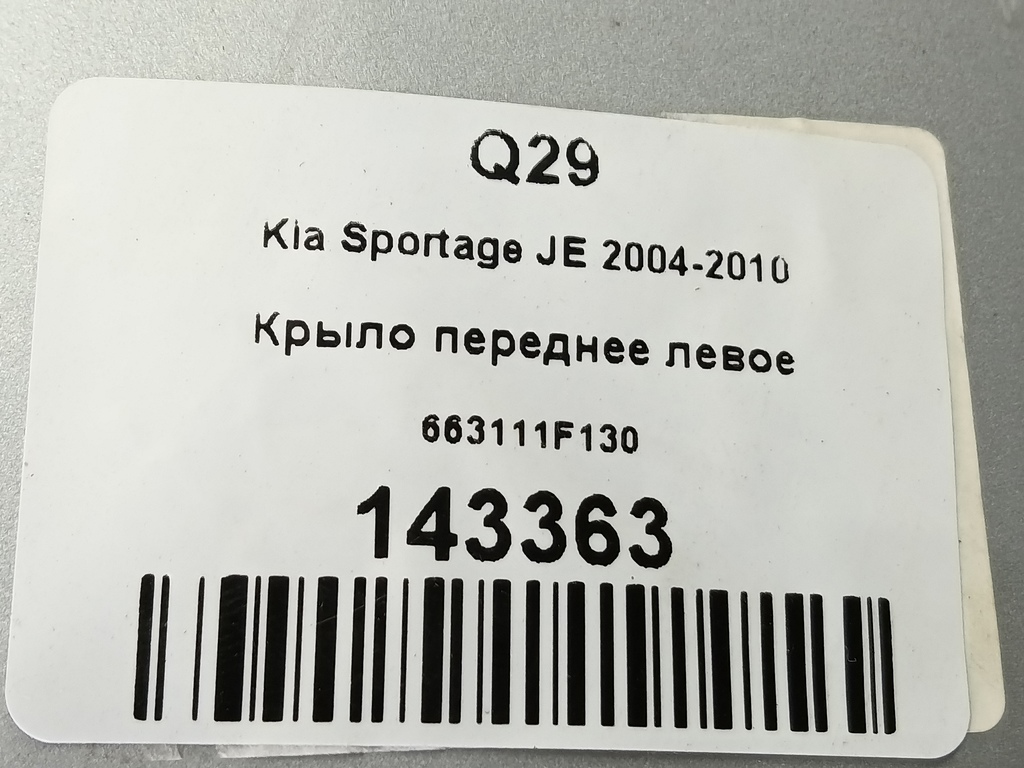 Q29
Kia Sportage JE 2004-2010
Крыло переднее левое
663111F130
143363